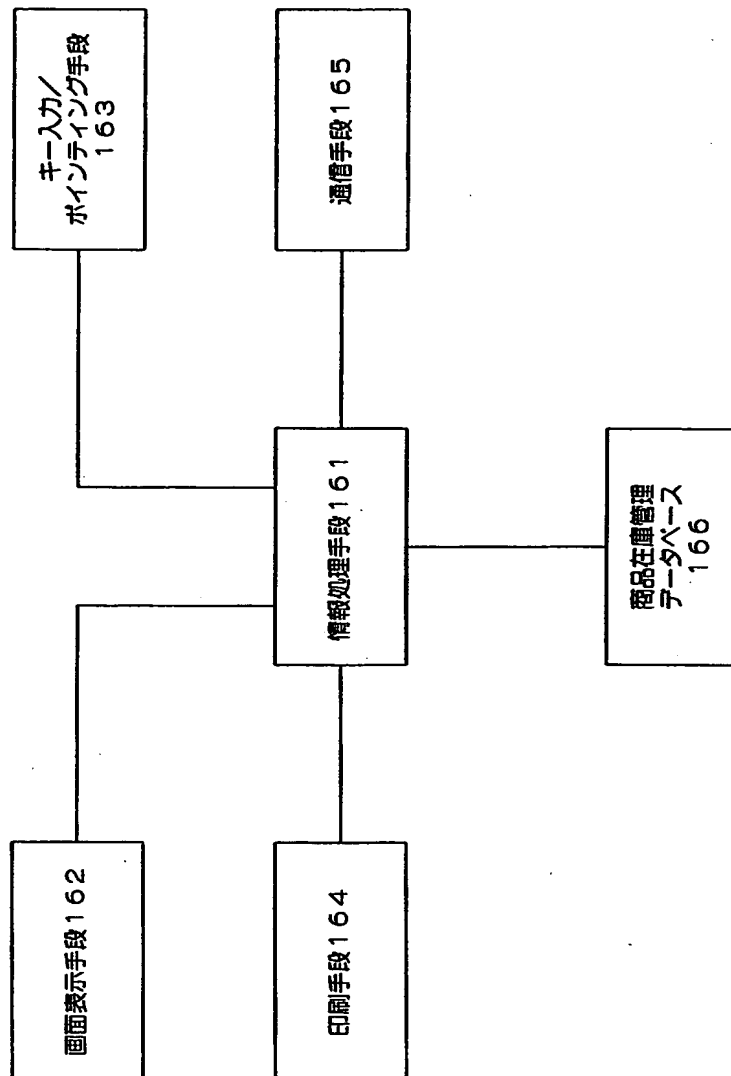 画面表示手段162
キー入力/
ポインティング手段
163
印刷手段164
情報処理手段161
通信手段165
商品在庫管理
データベース
166